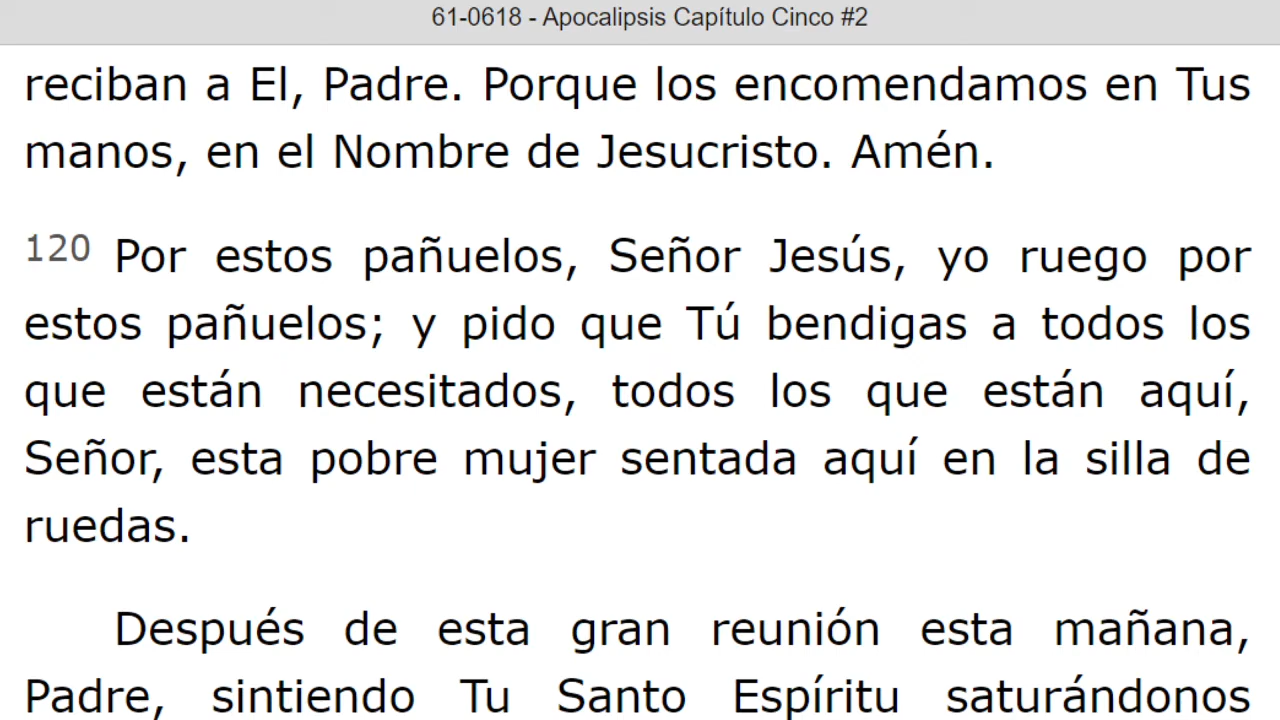 61-0618 - Apocalipsis Capítulo Cinco #2
reciban a El, Padre. Porque los encomendamos en Tus
manos, en el Nombre de Jesucristo. Amén.
120 Por estos pañuelos, Señor Jesús, yo ruego por
estos pañuelos; y pido que Tú bendigas a todos los
que están necesitados, todos los que están aquí,
Señor, esta pobre mujer sentada aquí en la silla de
ruedas.
Después de esta gran reunión esta mañana,
Padre, sintiendo Tu Santo Espíritu saturándonos